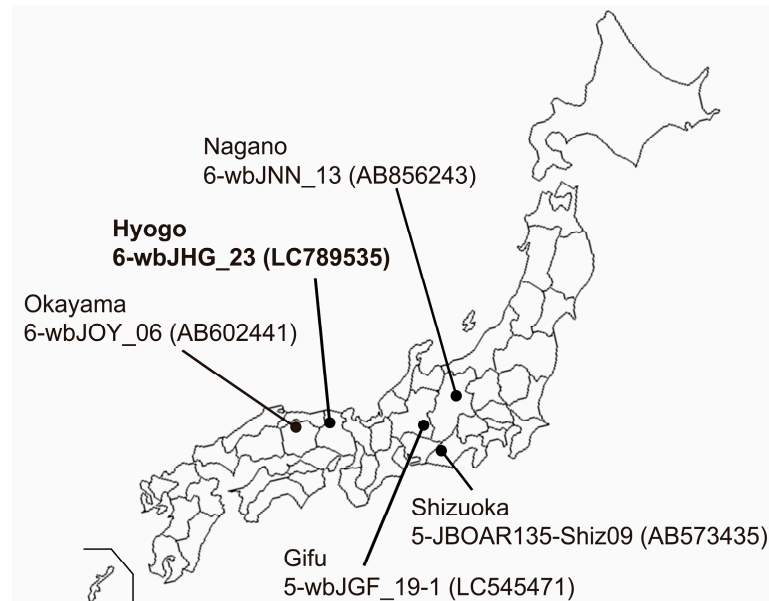 Nagano
6-wbJNN_13 (AB856243)
Hyogo
6-wbJHG_23 (LC789535)
Okayama
6-wbJOY_06 (AB602441)
Shizuoka
5-JBOAR135-Shiz09 (AB573435)
Gifu
5-wbJGF_19-1 (LC545471)